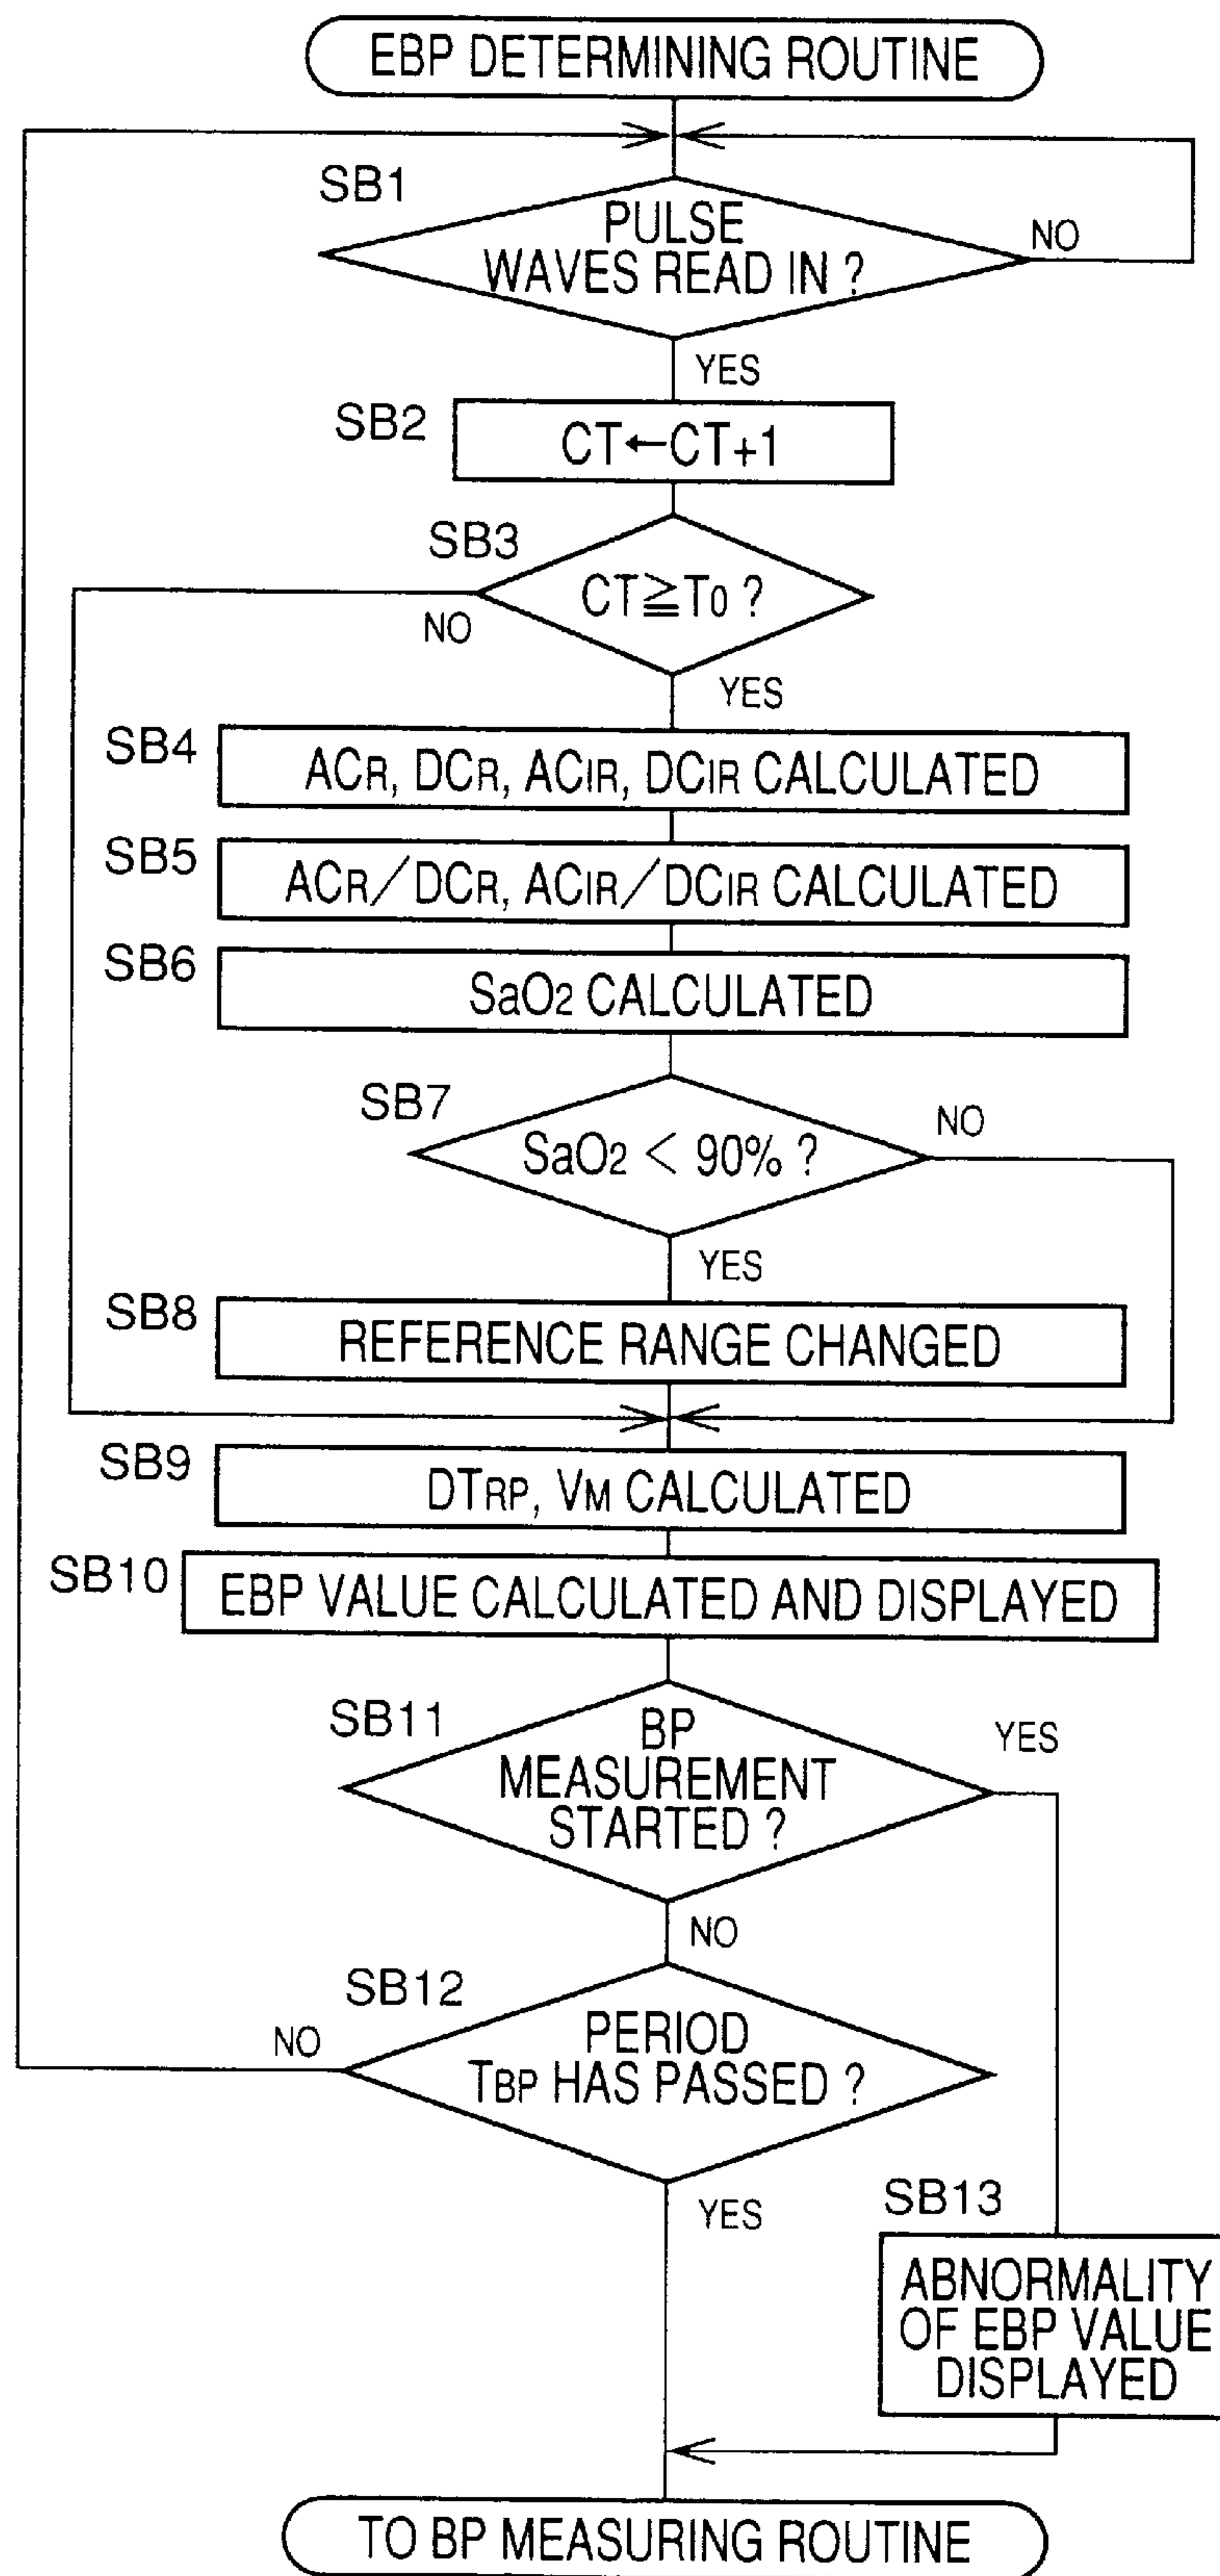 EBP DETERMINING ROUTINE
SB1
PULSE
WAVES READ IN ?
NO
YES
SB2
CT←CT+1
SB3
CT≧T0 ?
NO
YES
SB4
ACR, DCR, ACIR, DCIR CALCULATED
SB5
ACR/DCR, ACIR/DCIR CALCULATED
SB6
SaO2 CALCULATED
SB7
SaO2 < 90% ?
NO
YES
SB8
REFERENCE RANGE CHANGED
SB9
DTRP, VM CALCULATED
SB10
EBP VALUE CALCULATED AND DISPLAYED
SB11
BP
MEASUREMENT
STARTED ?
YES
NO
SB12
PERIOD
TBP HAS PASSED ?
NO
YES
SB13
ABNORMALITY
OF EBP VALUE
DISPLAYED
TO BP MEASURING ROUTINE